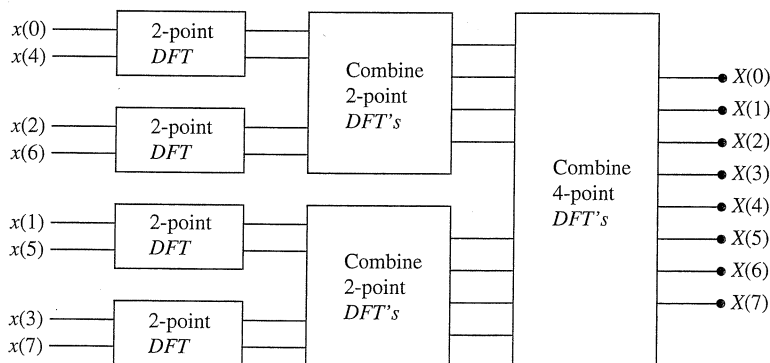 x(0)
x(4)
2-point
DFT
x(2)
x(6)
2-point
DFT
Combine
2-point
DFT's
x(1)
x(5)
2-point
DFT
x(3)
x(7)
2-point
DFT
Combine
2-point
DFT's
Combine
4-point
DFT's
X(0)
X(1)
X(2)
X(3)
X(4)
X(5)
X(6)
X(7)